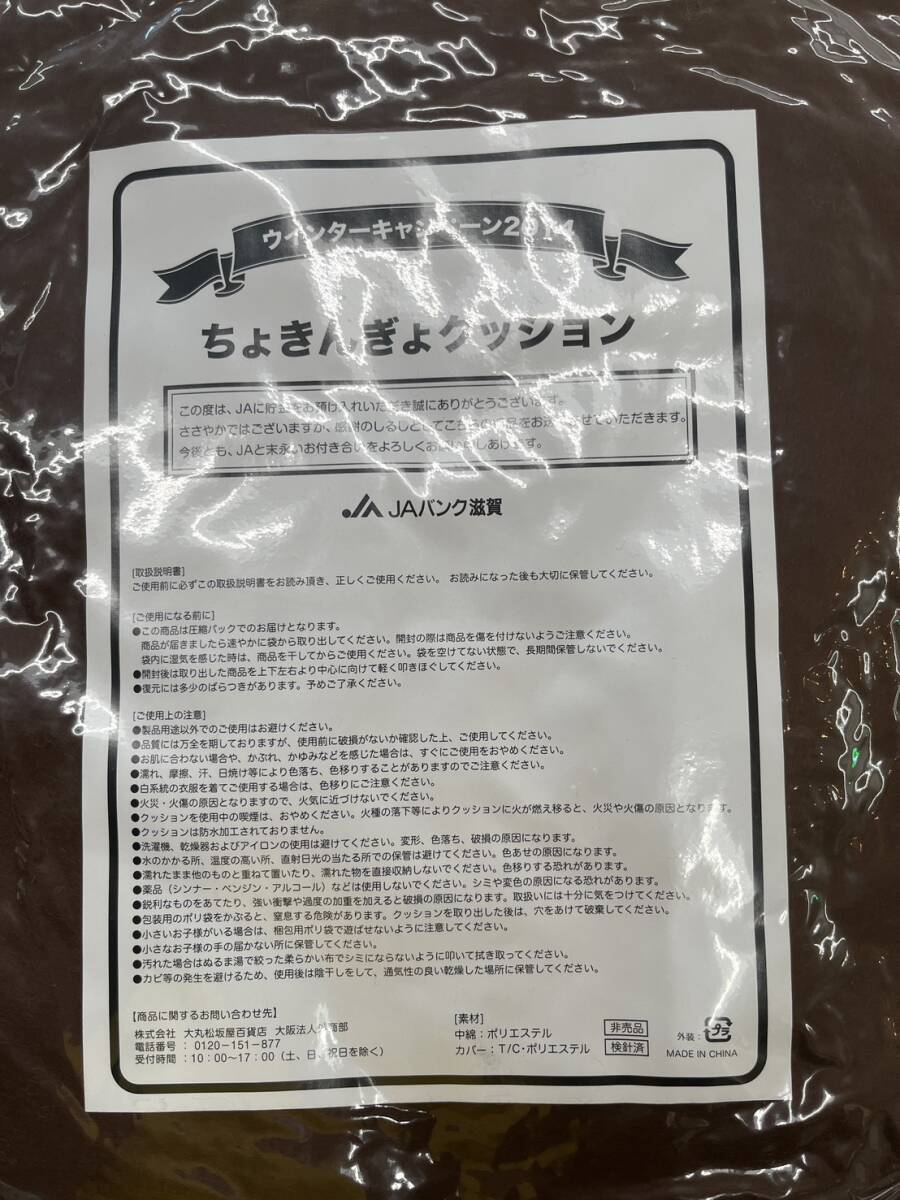 ウインターキャンペーン2014
ちょきんぎょクッション
この度は、JAに貯金をお預け入れいただき誠にありがとうございます。
ささやかではございますが、感謝のしるしとしてこちらの商品をお送りさせていただきます。
今後とも、JAと末永いお付き合いをよろしくお願い申しあげます。
JAバンク滋賀
[取扱説明書]
ご使用前に必ずこの取扱説明書をお読み頂き、正しくご使用ください。 お読みになった後も大切に保管してください。
[ご使用になる前に]
●この商品は圧縮パックでのお届けとなります。
商品が届きましたら速やかに袋から取り出してください。開封の際は商品を傷を付けないようご注意ください。
袋内に湿気を感じた時は、商品を干してからご使用ください。袋を空けてない状態で、長期間保管しないでください。
●開封後は取り出した商品を上下左右より中心に向けて軽く叩きほぐしてください。
●復元には多少のばらつきがあります。予めご了承ください。
[ご使用上の注意]
●製品用途以外でのご使用はお避けください。
●品質には万全を期しておりますが、使用前に破損がないか確認した上、ご使用してください。
●お肌に合わない場合や、かぶれ、かゆみなどを感じた場合は、すぐにご使用をおやめください。
●濡れ、摩擦、汗、日焼け等により色落ち、色移りすることがありますのでご注意ください。
●白系統の衣服を着てご使用する場合は、色移りにご注意ください。
●火災・火傷の原因となりますので、火気に近づけないでください。
●クッションを使用中の喫煙は、おやめください。火種の落下等によりクッションに火が燃え移ると、火災や火傷の原因となります。
●クッションは防水加工されておりません。
●洗濯機、乾燥器およびアイロンの使用は避けてください。変形、色落ち、破損の原因になります。
●水のかかる所、温度の高い所、直射日光の当たる所での保管は避けてください。色あせの原因になります。
●濡れたまま他のものと重ねて置いたり、濡れた物を直接収納しないでください。色移りする恐れがあります。
●薬品（シンナー・ベンジン・アルコール）などは使用しないでください。シミや変色の原因になる恐れがあります。
●鋭利なものをあてたり、強い衝撃や過度の加重を加えると破損の原因になります。取扱いには十分に気をつけてください。
●包装用のポリ袋をかぶると、窒息する危険があります。クッションを取り出した後は、穴をあけて破棄してください。
●小さいお子様がいる場合は、梱包用ポリ袋で遊ばせないように注意してください。
●小さなお子様の手の届かない所に保管してください。
●汚れた場合はぬるま湯で絞った柔らかい布でシミにならないように叩いて拭き取ってください。
●カビ等の発生を避けるため、使用後は陰干しをして、通気性の良い乾燥した場所に保管してください。
【商品に関するお問い合わせ先】
株式会社 大丸松坂屋百貨店 大阪法人外商部
電話番号：0120-151-877
受付時間：10:00〜17:00（土、日、祝日を除く）
[素材]
中綿：ポリエステル
カバー：T/C・ポリエステル
非売品
検針済
外装：プラ
MADE IN CHINA